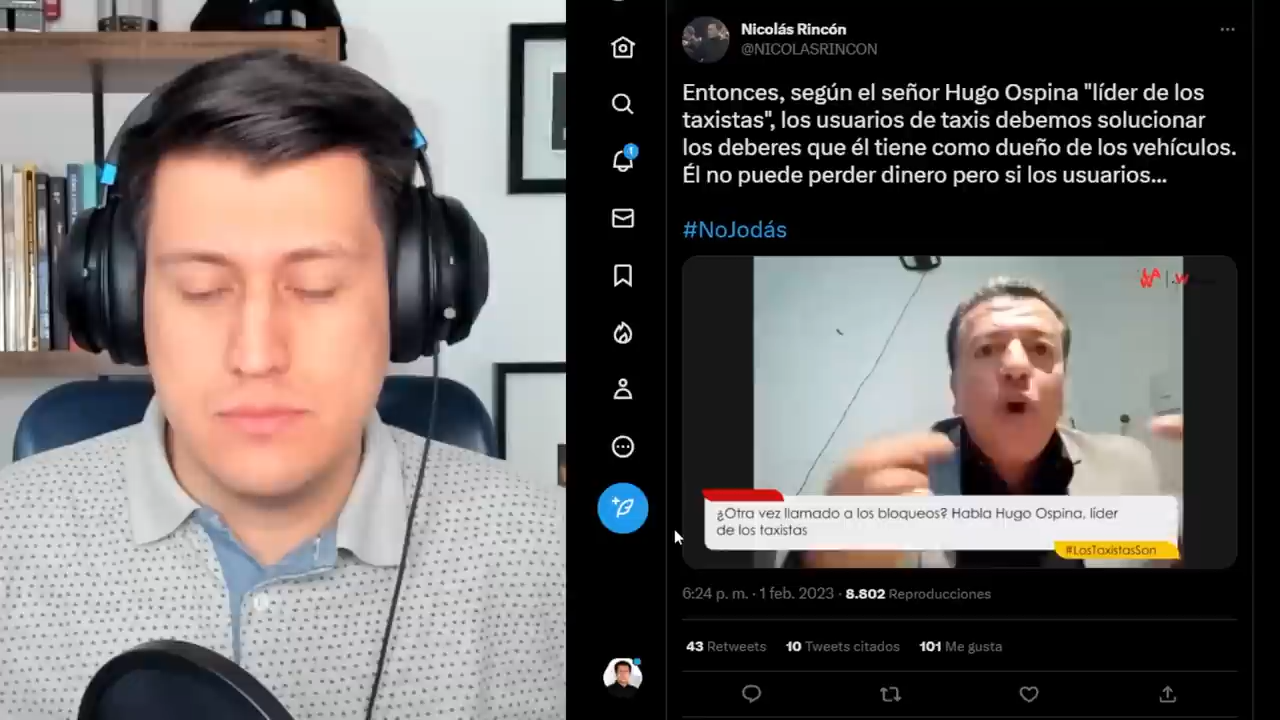 Nicolás Rincón
@NICOLASRINCON
Entonces, según el señor Hugo Ospina "líder de los
taxistas", los usuarios de taxis debemos solucionar
los deberes que él tiene como dueño de los vehículos.
Él no puede perder dinero pero si los usuarios...
#NoJodás
¿Otra vez llamado a los bloqueos? Habla Hugo Ospina, líder
de los taxistas
#LosTaxistasSon
6:24 p. m. · 1 feb. 2023 · 8.802 Reproducciones
43 Retweets 10 Tweets citados 101 Me gusta
1